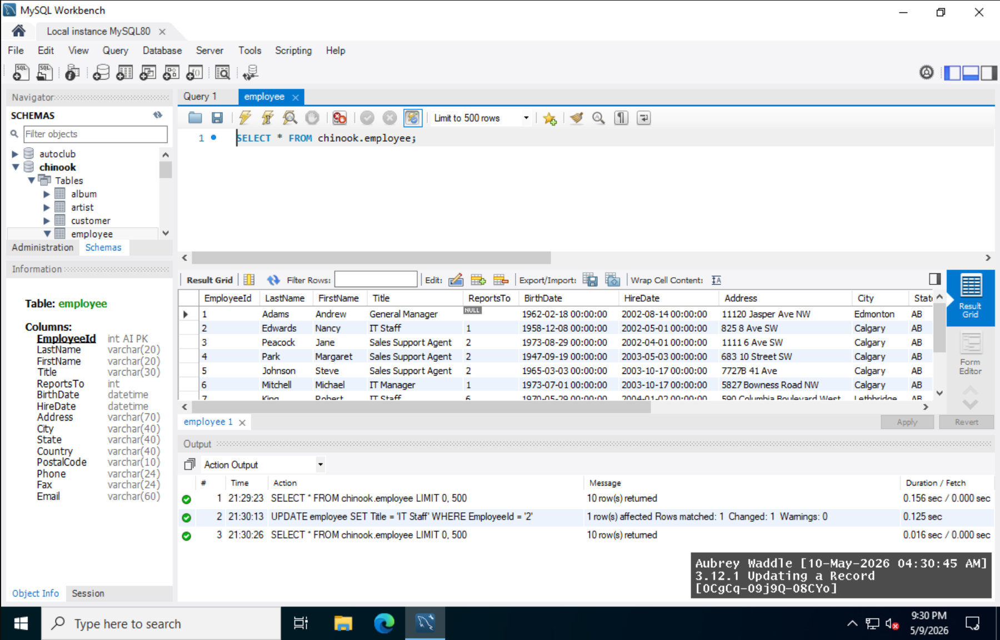 MySQL Workbench
Local instance MySQL80
File Edit View Query Database Server Tools Scripting Help
Navigator
SCHEMAS
Filter objects
autoclub
chinook
Tables
album
artist
customer
employee
Administration Schemas
Information
Table: employee
Columns:
EmployeeId int AI PK
LastName varchar(20)
FirstName varchar(20)
Title varchar(30)
ReportsTo int
BirthDate datetime
HireDate datetime
Address varchar(70)
City varchar(40)
State varchar(40)
Country varchar(40)
PostalCode varchar(10)
Phone varchar(24)
Fax varchar(24)
Email varchar(60)
Object Info Session
Query 1 employee
Limit to 500 rows
1 SELECT * FROM chinook.employee;
Result Grid Filter Rows: Edit: Export/Import: Wrap Cell Content:
EmployeeId LastName FirstName Title ReportsTo BirthDate HireDate Address City State
1 Adams Andrew General Manager NULL 1962-02-18 00:00:00 2002-08-14 00:00:00 11120 Jasper Ave NW Edmonton AB
2 Edwards Nancy IT Staff 1 1958-12-08 00:00:00 2002-05-01 00:00:00 825 8 Ave SW Calgary AB
3 Peacock Jane Sales Support Agent 2 1973-08-29 00:00:00 2002-04-01 00:00:00 1111 6 Ave SW Calgary AB
4 Park Margaret Sales Support Agent 2 1947-09-19 00:00:00 2003-05-03 00:00:00 683 10 Street SW Calgary AB
5 Johnson Steve Sales Support Agent 2 1965-03-03 00:00:00 2003-10-17 00:00:00 7727B 41 Ave Calgary AB
6 Mitchell Michael IT Manager 1 1973-07-01 00:00:00 2003-10-17 00:00:00 5827 Bowness Road NW Calgary AB
7 King Robert IT Staff 6 1970-05-29 00:00:00 2004-01-02 00:00:00 590 Columbia Boulevard West Lethbridge AB
Result
Grid
Form
Editor
employee 1 Apply Revert
Output
Action Output
# Time Action Message Duration / Fetch
1 21:29:23 SELECT * FROM chinook.employee LIMIT 0, 500 10 row(s) returned 0.156 sec / 0.000 sec
2 21:30:13 UPDATE employee SET Title = 'IT Staff' WHERE EmployeeId = '2' 1 row(s) affected Rows matched: 1 Changed: 1 Warnings: 0 0.125 sec
3 21:30:26 SELECT * FROM chinook.employee LIMIT 0, 500 10 row(s) returned 0.016 sec / 0.000 sec
Aubrey Waddle [10-May-2026 04:30:45 AM]
3.12.1 Updating a Record
[OCgCq-O9j9Q-O8CYo]
Type here to search
9:30 PM
5/9/2026